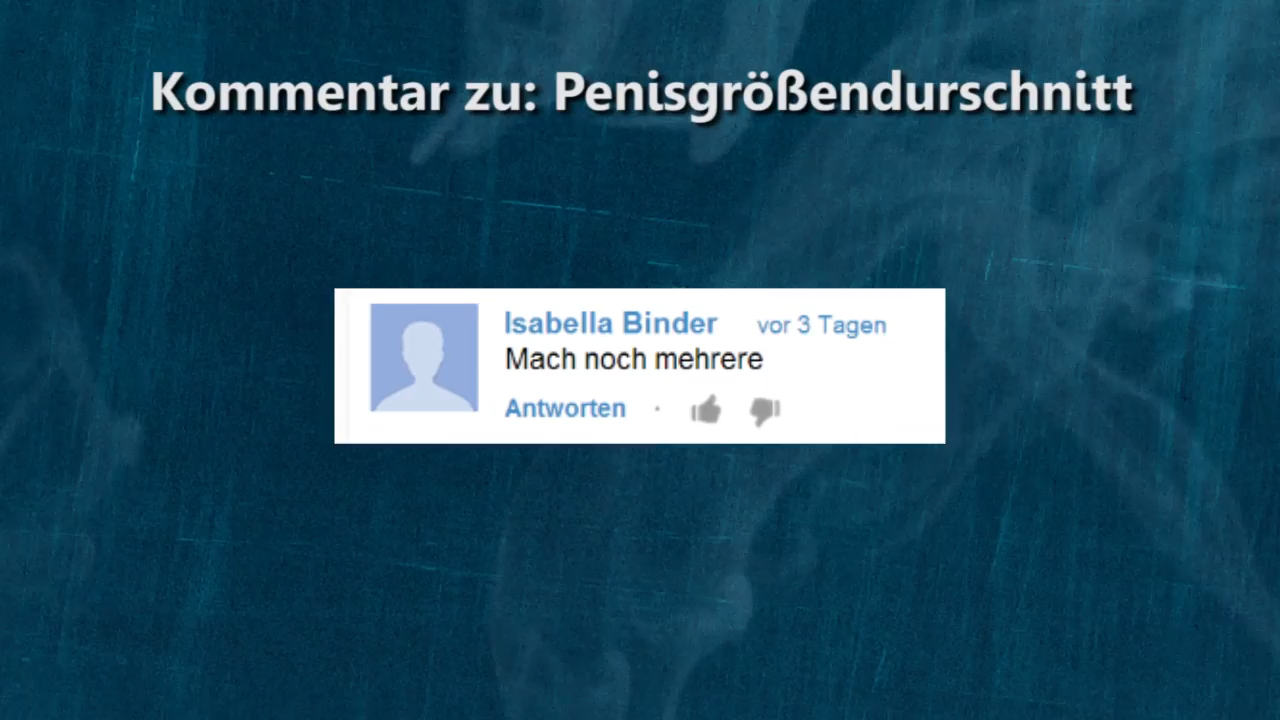 Kommentar zu: Penisgrößendurschnitt
Isabella Binder vor 3 Tagen
Mach noch mehrere
Antworten ·